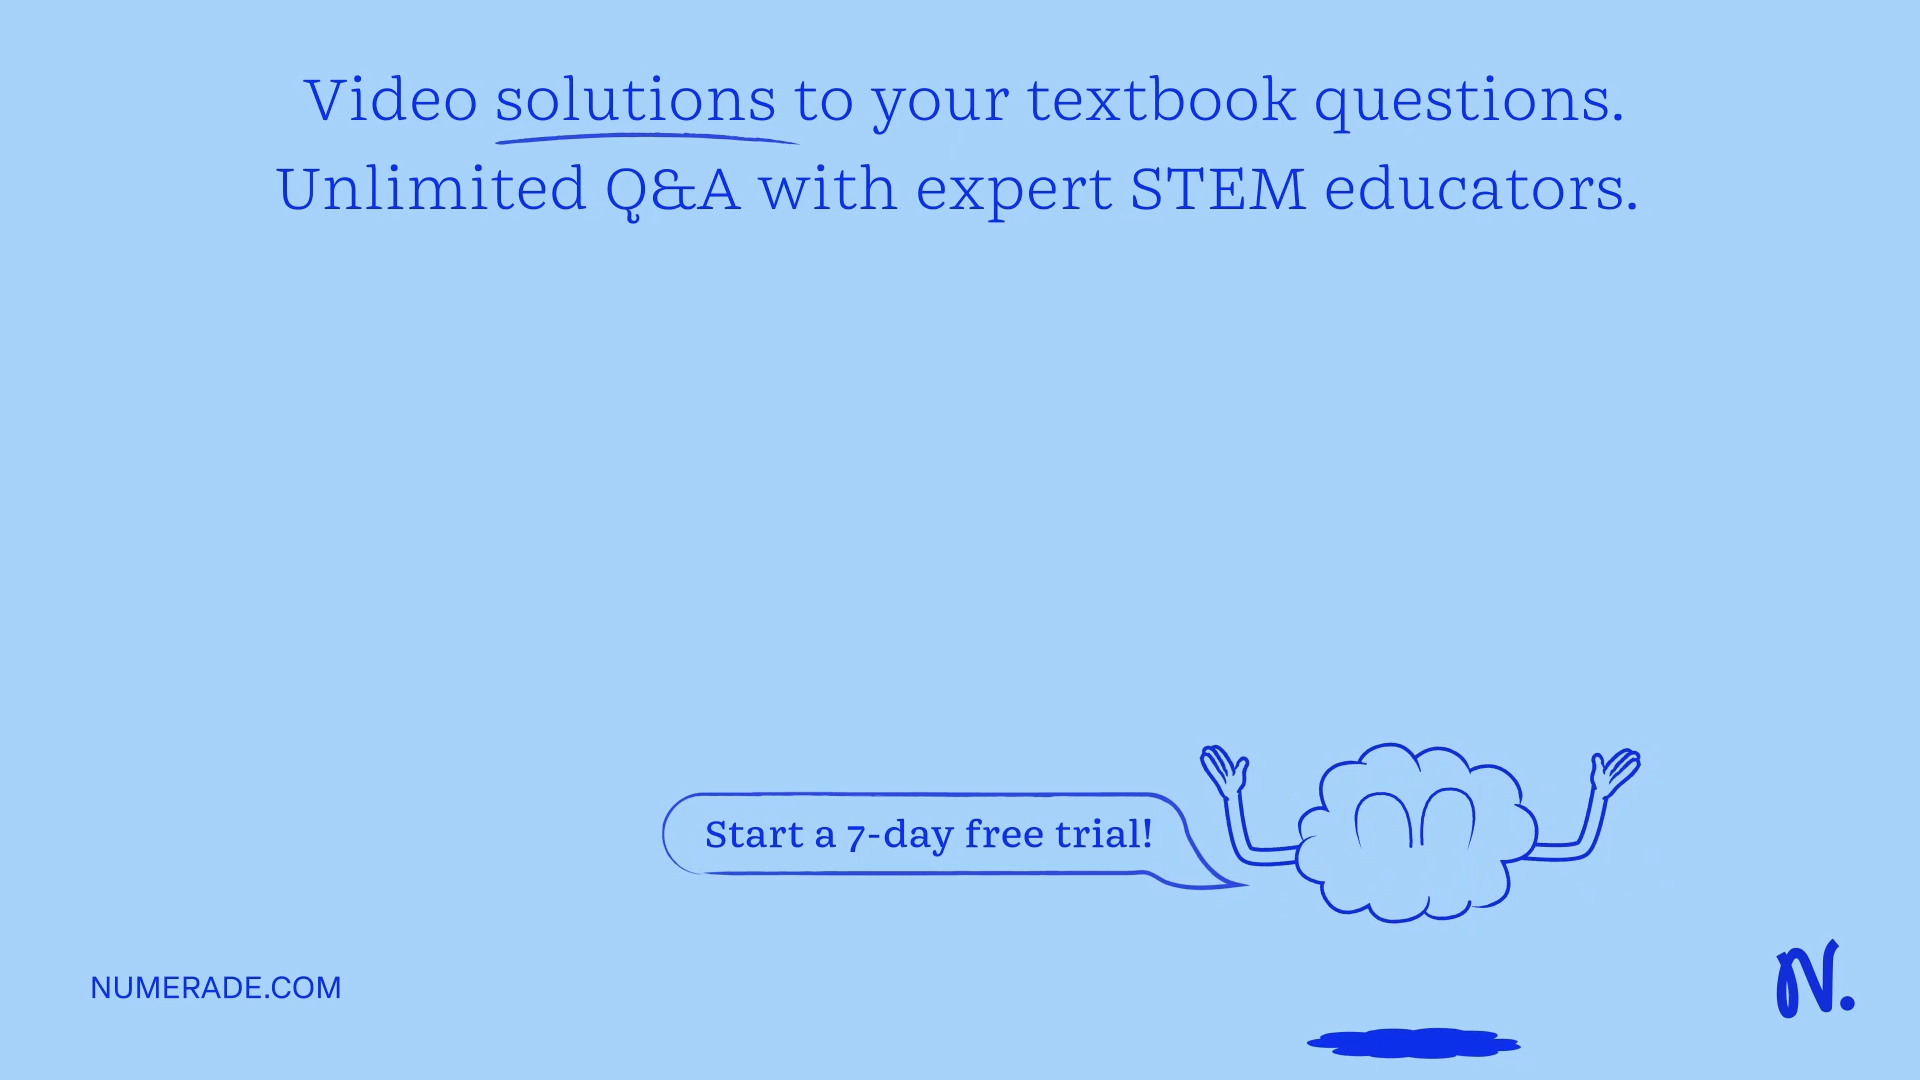 Video solutions to your textbook questions.
Unlimited Q&A with expert STEM educators.
Start a 7-day free trial!
NUMERADE.COM
N.